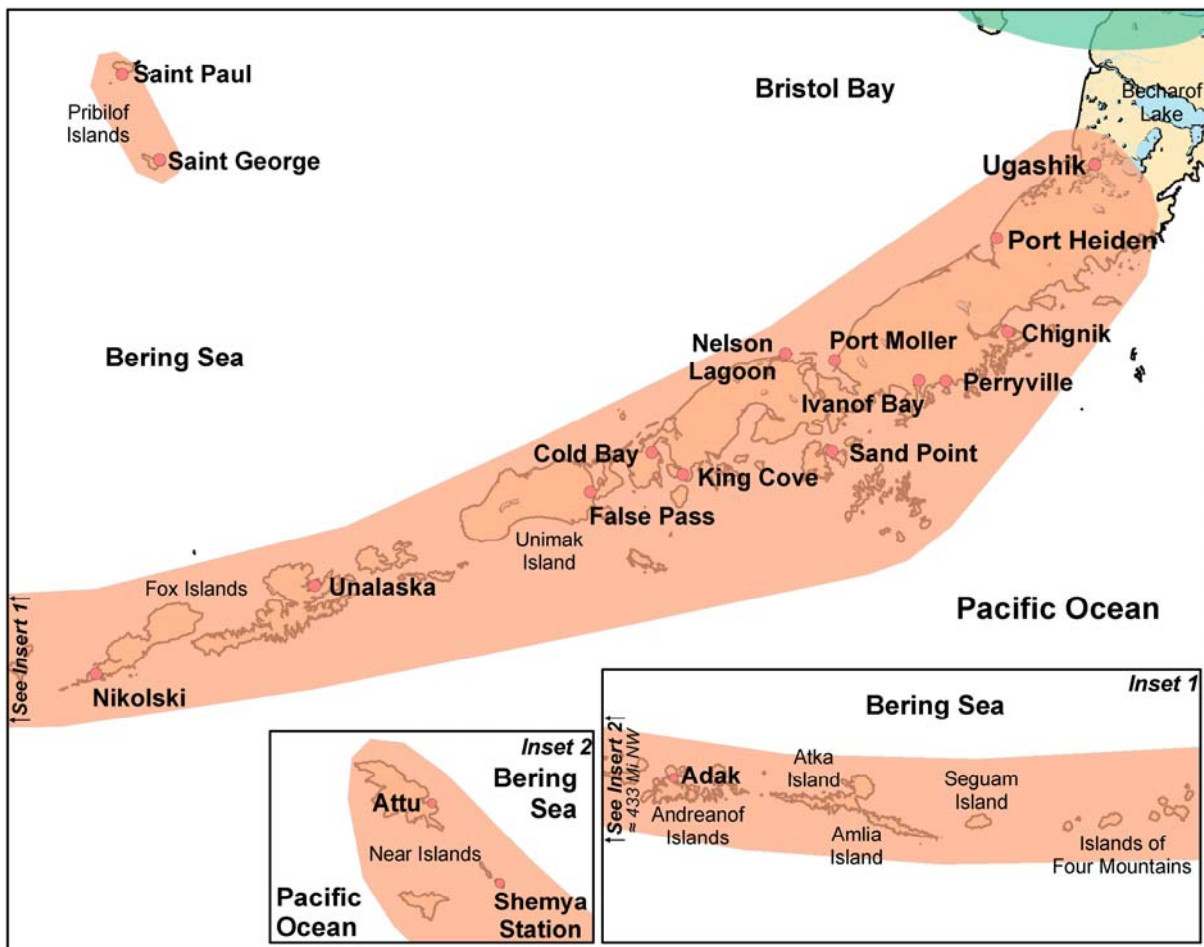 Saint Paul
Pribilof
Islands
Saint George
Bristol Bay
Becharof
Lake
Ugashik
Port Heiden
Bering Sea
Nelson
Lagoon
Port Moller
Chignik
Ivanof Bay
Perryville
Cold Bay
Sand Point
King Cove
False Pass
Unimak
Island
Fox Islands
Unalaska
See Insert 1
Nikolski
Pacific Ocean
Inset 2
Bering
Sea
Attu
Near Islands
Pacific
Ocean
Shemya
Station
Inset 1
Bering Sea
See Insert 2
≈ 433 Mi NW
Adak
Andreanof
Islands
Atka
Island
Amlia
Island
Seguam
Island
Islands of
Four Mountains